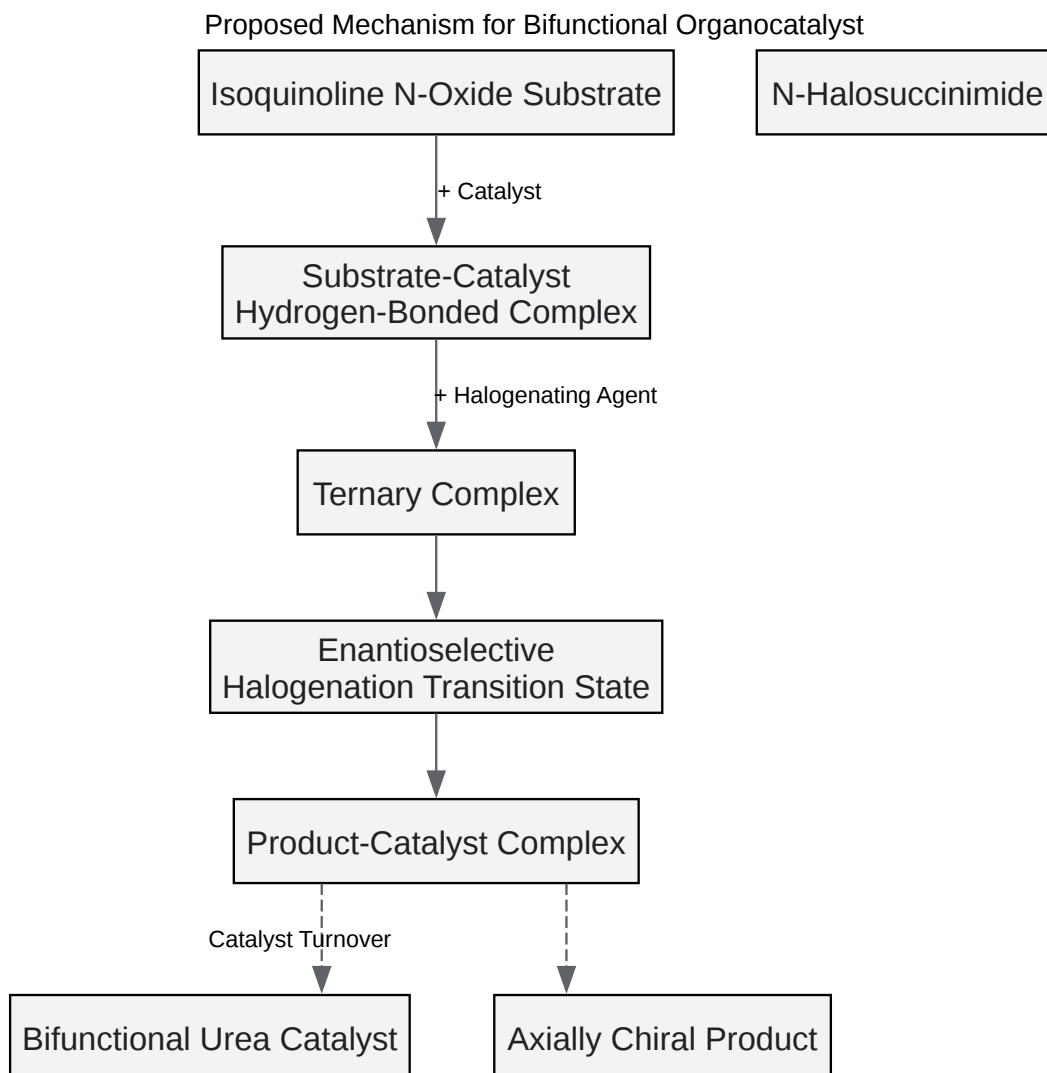 Proposed Mechanism for Bifunctional Organocatalyst
Isoquinoline N-Oxide Substrate
N-Halosuccinimide
+ Catalyst
Substrate-Catalyst
Hydrogen-Bonded Complex
+ Halogenating Agent
Ternary Complex
Enantioselective
Halogenation Transition State
Product-Catalyst Complex
Catalyst Turnover
Bifunctional Urea Catalyst
Axially Chiral Product